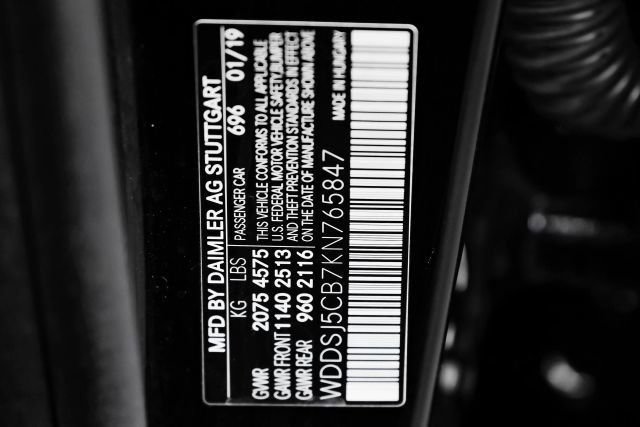 MFD BY DAIMLER AG STUTTGART
KG LBS PASSENGER CAR 696 01/19
GVWR 2075 4575 THIS VEHICLE CONFORMS TO ALL APPLICABLE
GAWR FRONT 1140 2513 U.S. FEDERAL MOTOR VEHICLE SAFETY, BUMPER
GAWR REAR 960 2116 AND THEFT PREVENTION STANDARDS IN EFFECT
ON THE DATE OF MANUFACTURE SHOWN ABOVE
WDDSJ5CB7KN765847 MADE IN HUNGARY